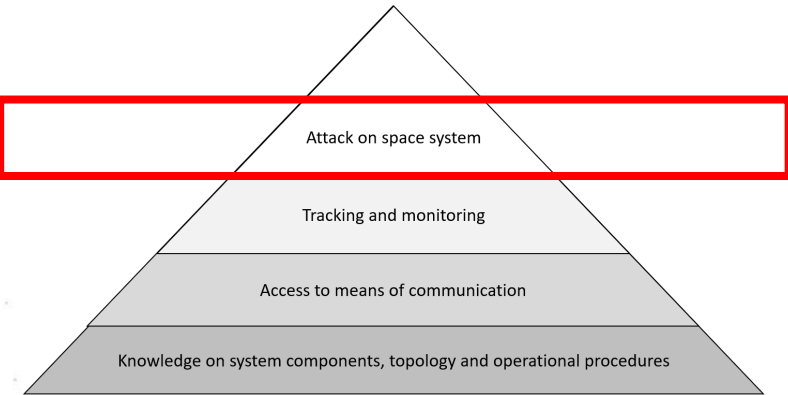 Attack on space system
Tracking and monitoring
Access to means of communication
Knowledge on system components, topology and operational procedures